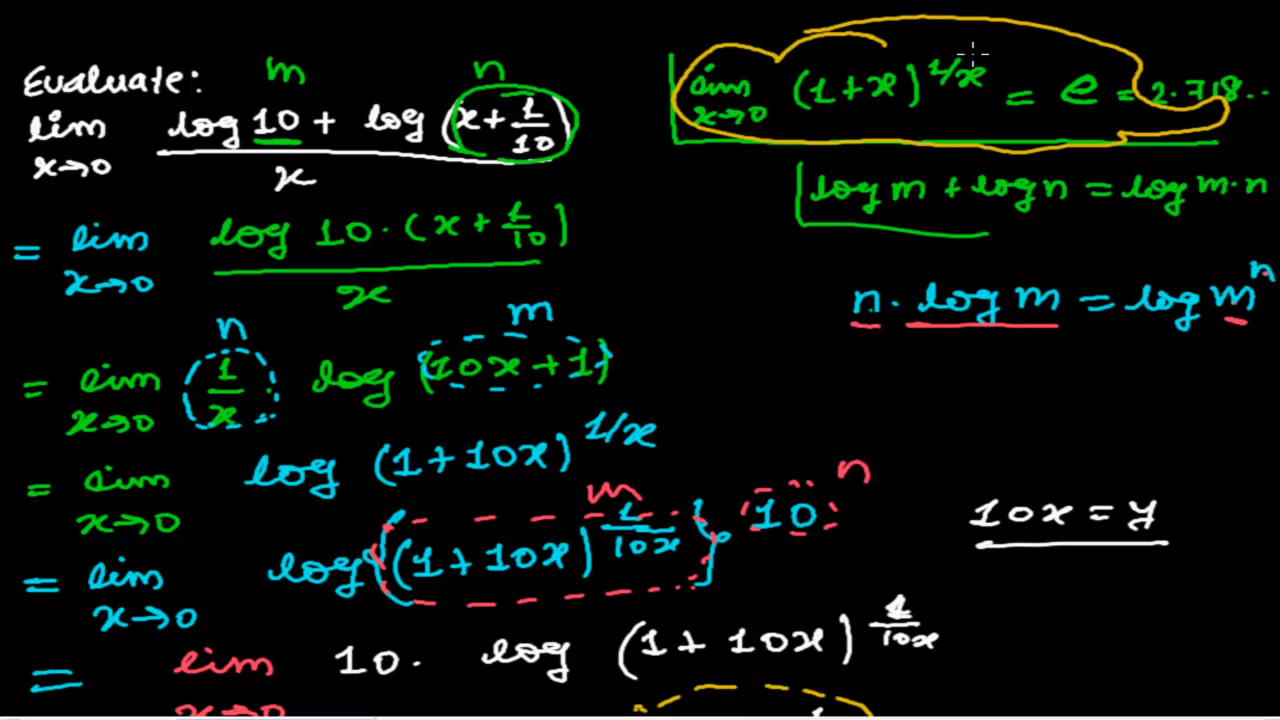 Evaluate:
m n
lim x→0 (log 10 + log (x + 1/10)) / x
= lim x→0 (log 10 · (x + 1/10)) / x
n m
= lim x→0 (1/x) · log (10x + 1)
= lim x→0 log (1 + 10x)^{1/x}
m n
= lim x→0 log {(1 + 10x)^{1/10x}}·10
= lim x→0 10 · log (1 + 10x)^{1/10x}
1
lim x→0 (1 + x)^{1/x} = e = 2.718...
log m + log n = log m·n
n · log m = log m^n
10x = y